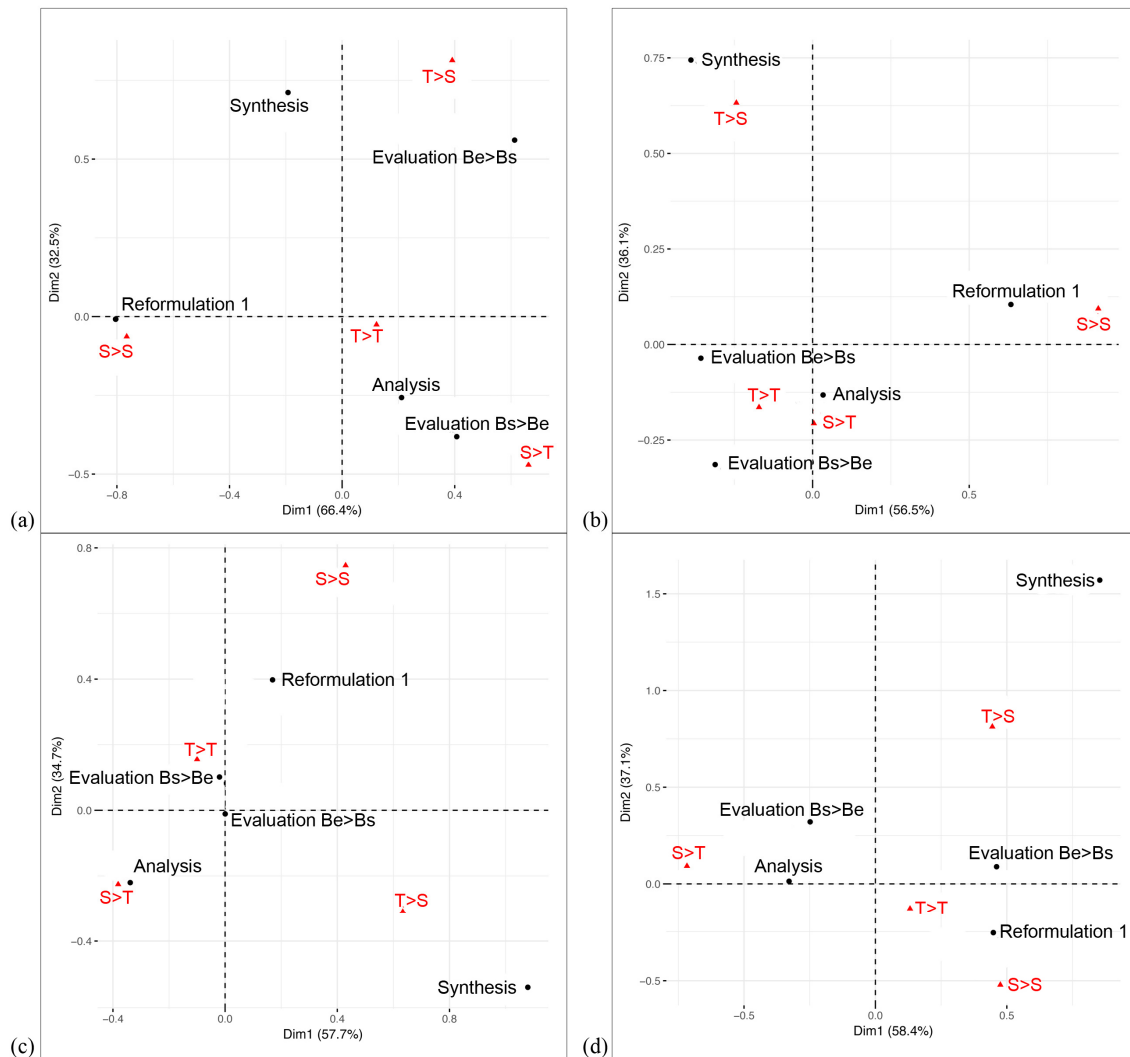 T>S
Synthesis
Evaluation Be>Bs
0.5
Dim2 (32.5%)
Reformulation 1
0.0
T>T
S>S
Analysis
Evaluation Bs>Be
S>T
−0.5
−0.8
−0.4
0.0
0.4
Dim1 (66.4%)
(a)
0.75
Synthesis
T>S
0.50
0.25
Dim2 (36.1%)
Reformulation 1
S>S
0.00
Evaluation Be>Bs
T>T
Analysis
S>T
−0.25
Evaluation Bs>Be
0.0
0.5
Dim1 (56.5%)
(b)
0.8
S>S
0.4
Reformulation 1
Dim2 (34.7%)
T>T
Evaluation Bs>Be
0.0
Evaluation Be>Bs
Analysis
S>T
T>S
−0.4
Synthesis
−0.4
0.0
0.4
0.8
Dim1 (57.7%)
(c)
Synthesis
1.5
1.0
T>S
Dim2 (37.1%)
0.5
Evaluation Bs>Be
Evaluation Be>Bs
S>T
Analysis
0.0
T>T
Reformulation 1
−0.5
S>S
−0.5
0.0
0.5
Dim1 (58.4%)
(d)